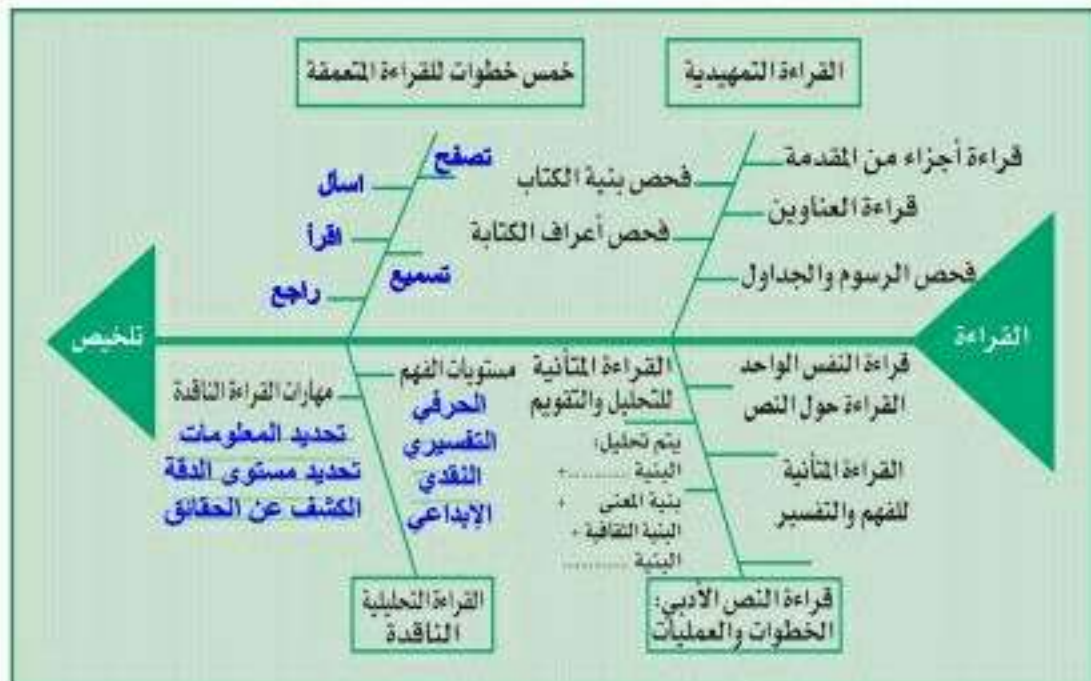 القراءة التمهيدية
قراءة أجزاء من المقدمة
قراءة العناوين
فحص الرسوم والجداول
فحص بنية الكتاب
فحص أعراف الكتابة
خمس خطوات للقراءة المتعمقة
تصفح
اسأل
اقرأ
تسميع
راجع
القراءة
تلخيص
قراءة النفس الواحد
القراءة حول النص
القراءة المتأنية
للفهم والتفسير
القراءة المتأنية
للتحليل والتقويم
يتم تحليل:
البنية ..........+
بنية المعنى +
البنية الثقافية +
البنية ..........
قراءة النص الأدبي:
الخطوات والعمليات
مستويات الفهم
الحرفي
التفسيري
النقدي
الإبداعي
مهارات القراءة الناقدة
تحديد المعلومات
تحديد مستوى الدقة
الكشف عن الحقائق
القراءة التحليلية
الناقدة